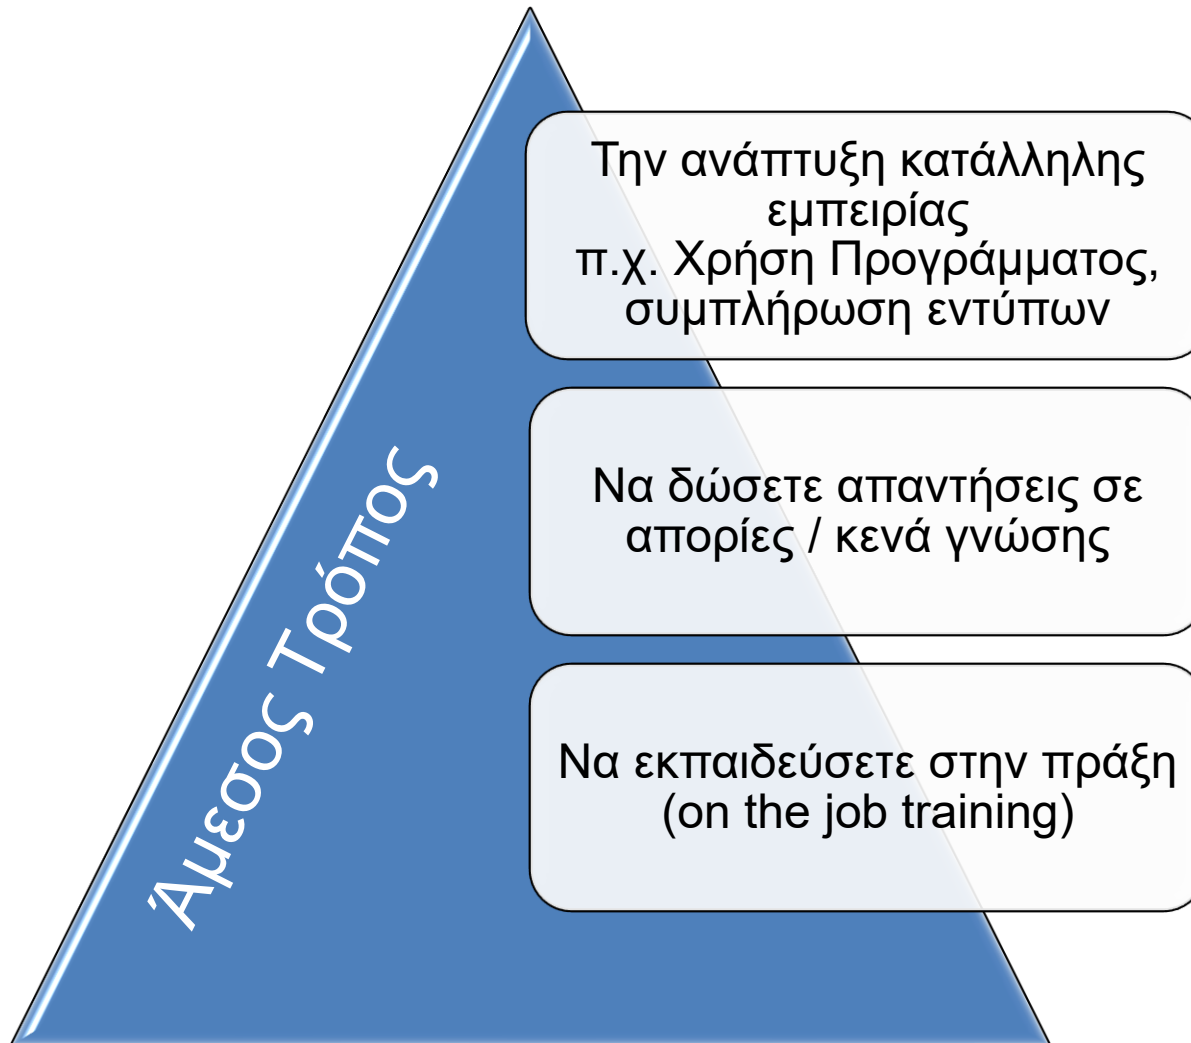 Την ανάπτυξη κατάλληλης
εμπειρίας
π.χ. Χρήση Προγράμματος,
συμπλήρωση εντύπων
Να δώσετε απαντήσεις σε
απορίες / κενά γνώσης
Να εκπαιδεύσετε στην πράξη
(on the job training)
Άμεσος Τρόπος